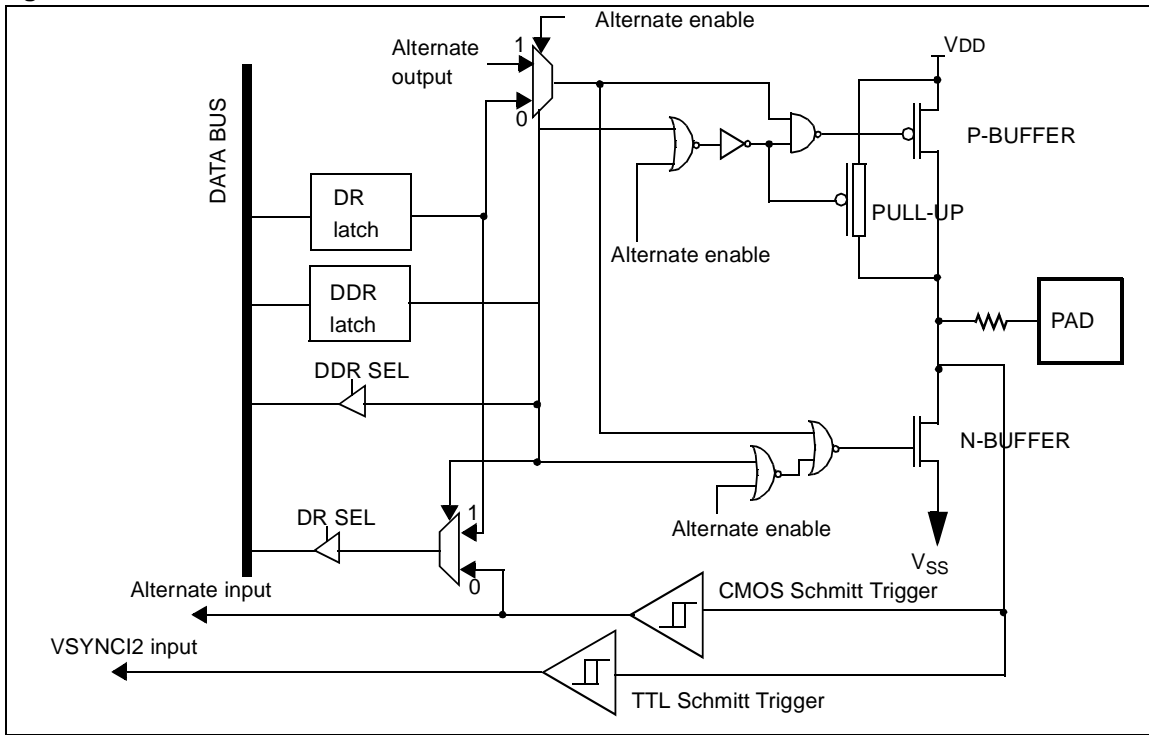 Alternate enable
Alternate
output
1
0
VDD
DATA BUS
P-BUFFER
DR
latch
PULL-UP
Alternate enable
DDR
latch
PAD
DDR SEL
N-BUFFER
DR SEL
1
0
Alternate enable
VSS
Alternate input
CMOS Schmitt Trigger
VSYNCI2 input
TTL Schmitt Trigger